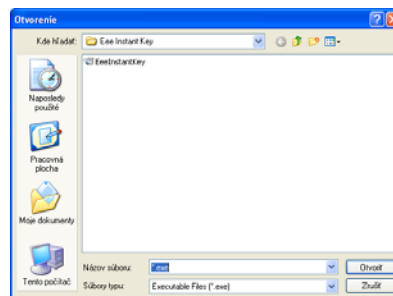 Otvorenie
Kde hľadať:
Eee Instant Key
EeeInstantKey
Naposledy
použité
Pracovná
plocha
Moje dokumenty
Tento počítač
Názov súboru:
*.exe
Otvoriť
Súbory typu:
Executable Files (*.exe)
Zrušiť